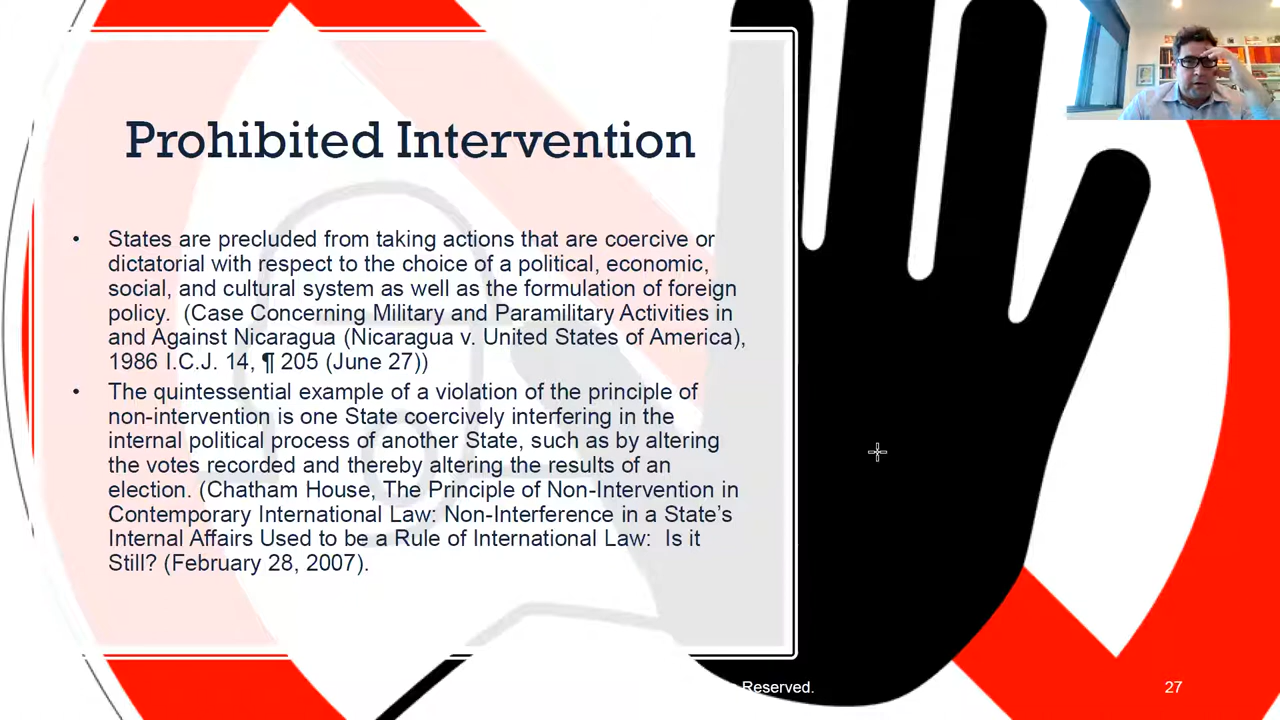 Prohibited Intervention
• States are precluded from taking actions that are coercive or
dictatorial with respect to the choice of a political, economic,
social, and cultural system as well as the formulation of foreign
policy.  (Case Concerning Military and Paramilitary Activities in
and Against Nicaragua (Nicaragua v. United States of America),
1986 I.C.J. 14, ¶ 205 (June 27))
• The quintessential example of a violation of the principle of
non-intervention is one State coercively interfering in the
internal political process of another State, such as by altering
the votes recorded and thereby altering the results of an
election. (Chatham House, The Principle of Non-Intervention in
Contemporary International Law: Non-Interference in a State's
Internal Affairs Used to be a Rule of International Law:  Is it
Still? (February 28, 2007).
Reserved.
27